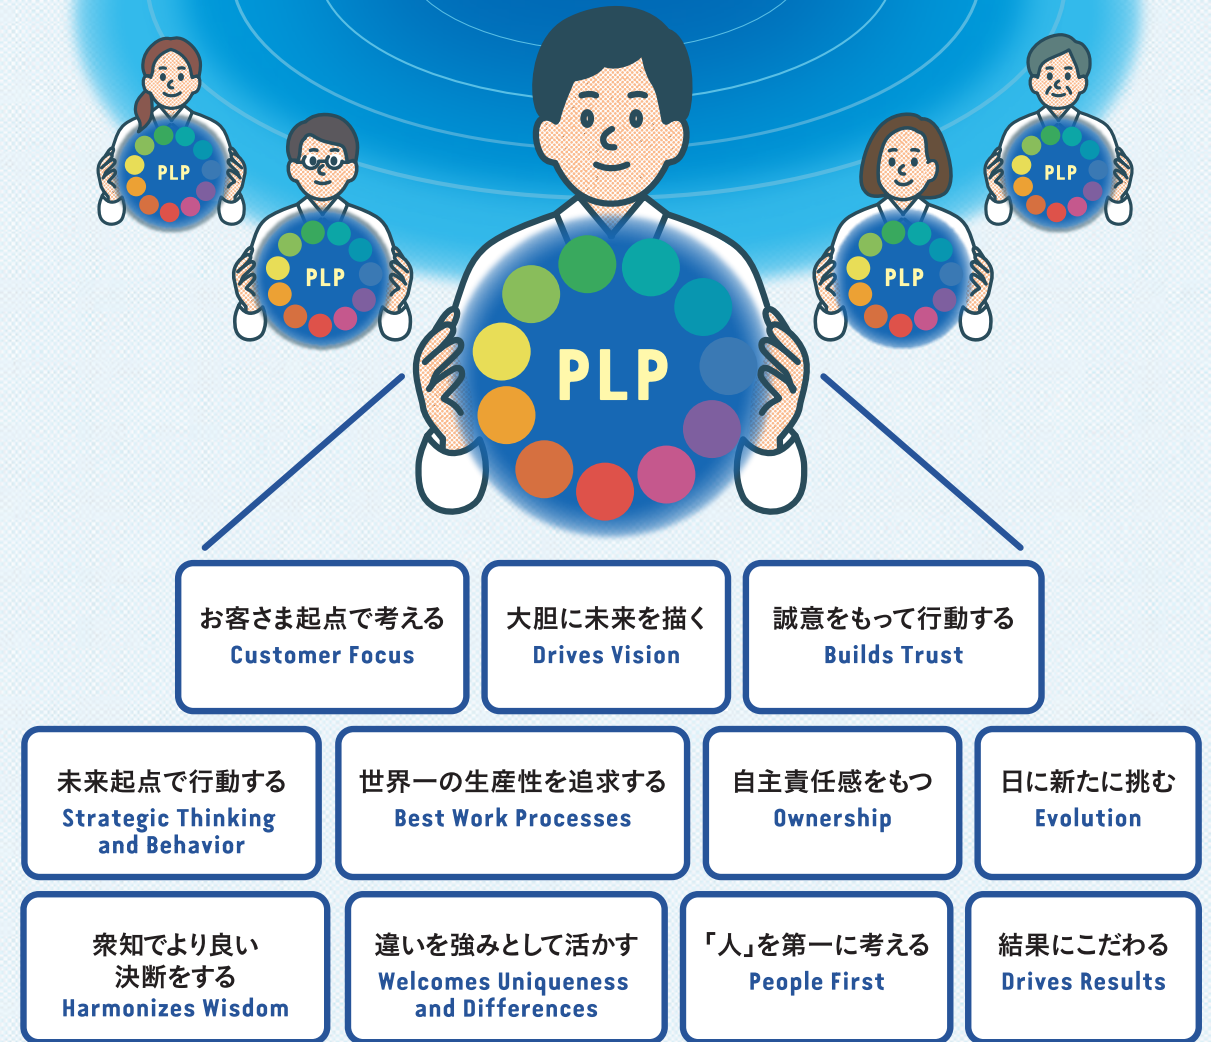 PLP
PLP
PLP
PLP
PLP
お客さま起点で考える
Customer Focus
大胆に未来を描く
Drives Vision
誠意をもって行動する
Builds Trust
未来起点で行動する
Strategic Thinking
and Behavior
世界一の生産性を追求する
Best Work Processes
自主責任感をもつ
Ownership
日に新たに挑む
Evolution
衆知でより良い
決断をする
Harmonizes Wisdom
違いを強みとして活かす
Welcomes Uniqueness
and Differences
「人」を第一に考える
People First
結果にこだわる
Drives Results